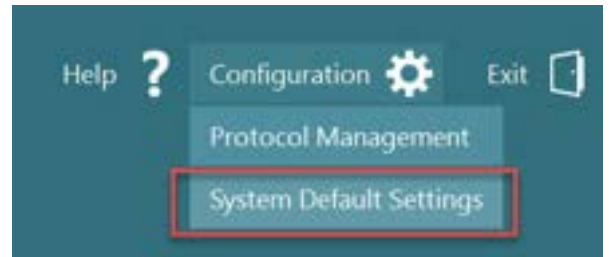 Help ? Configuration Exit
Protocol Management
System Default Settings